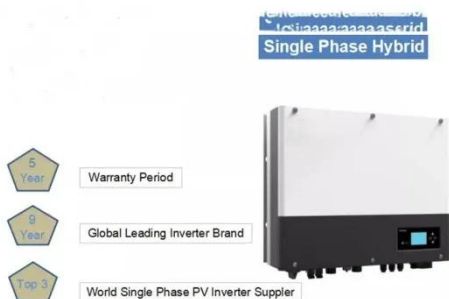 Single Phase Hybrid
5
Year
Warranty Period
9
Year
Global Leading Inverter Brand
Top 3
World Single Phase PV Inverter Suppler